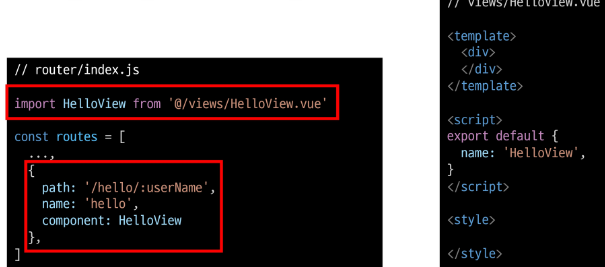 // router/index.js
import HelloView from '@/views/HelloView.vue'
const routes = [
...,
{
path: '/hello/:userName',
name: 'hello',
component: HelloView
},
]
// views/HelloView.vue
<template>
<div>
</div>
</template>
<script>
export default {
name: 'HelloView',
}
</script>
<style>
</style>